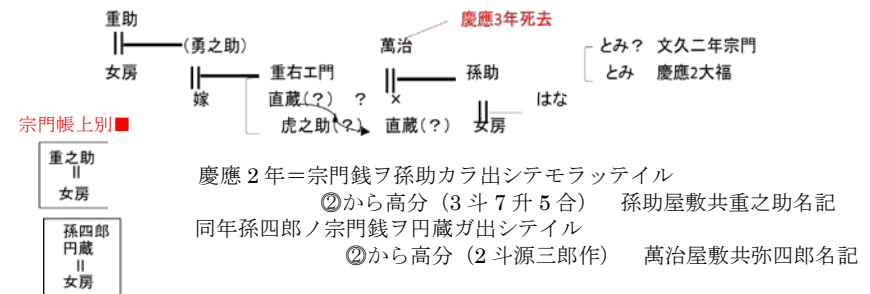 重助 慶應3年死去
(勇之助) 萬治 とみ? 文久二年宗門
女房 重右エ門 孫助 とみ 慶應2大福
嫁 直蔵(?) ? × はな
虎之助(?) 直蔵(?) 女房
宗門帳上別■
重之助
女房
慶應2年=宗門銭ヲ孫助カラ出シテモラッテイル
②から高分(3斗7升5合) 孫助屋敷共重之助名記
同年孫四郎ノ宗門銭ヲ円蔵ガ出シテイル
②から高分(2斗源三郎作) 萬治屋敷共弥四郎名記
孫四郎
円蔵
女房